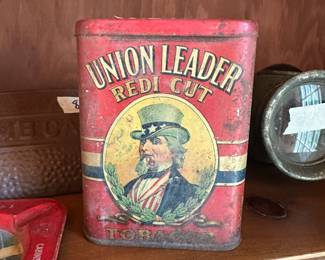 UNION LEADER
REDI CUT
TOBACCO